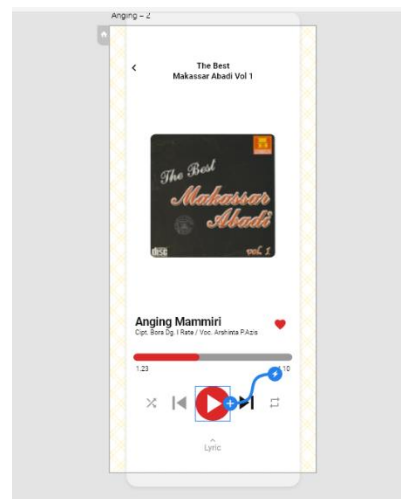 Anging – 2
The Best
Makassar Abadi Vol 1
The Best
Makassar
Abadi
disc
vol. 1
Anging Mammiri
Cipt. Bora Dg. I Rate / Voc. Arshinta P.Azis
1.23
10
Lyric